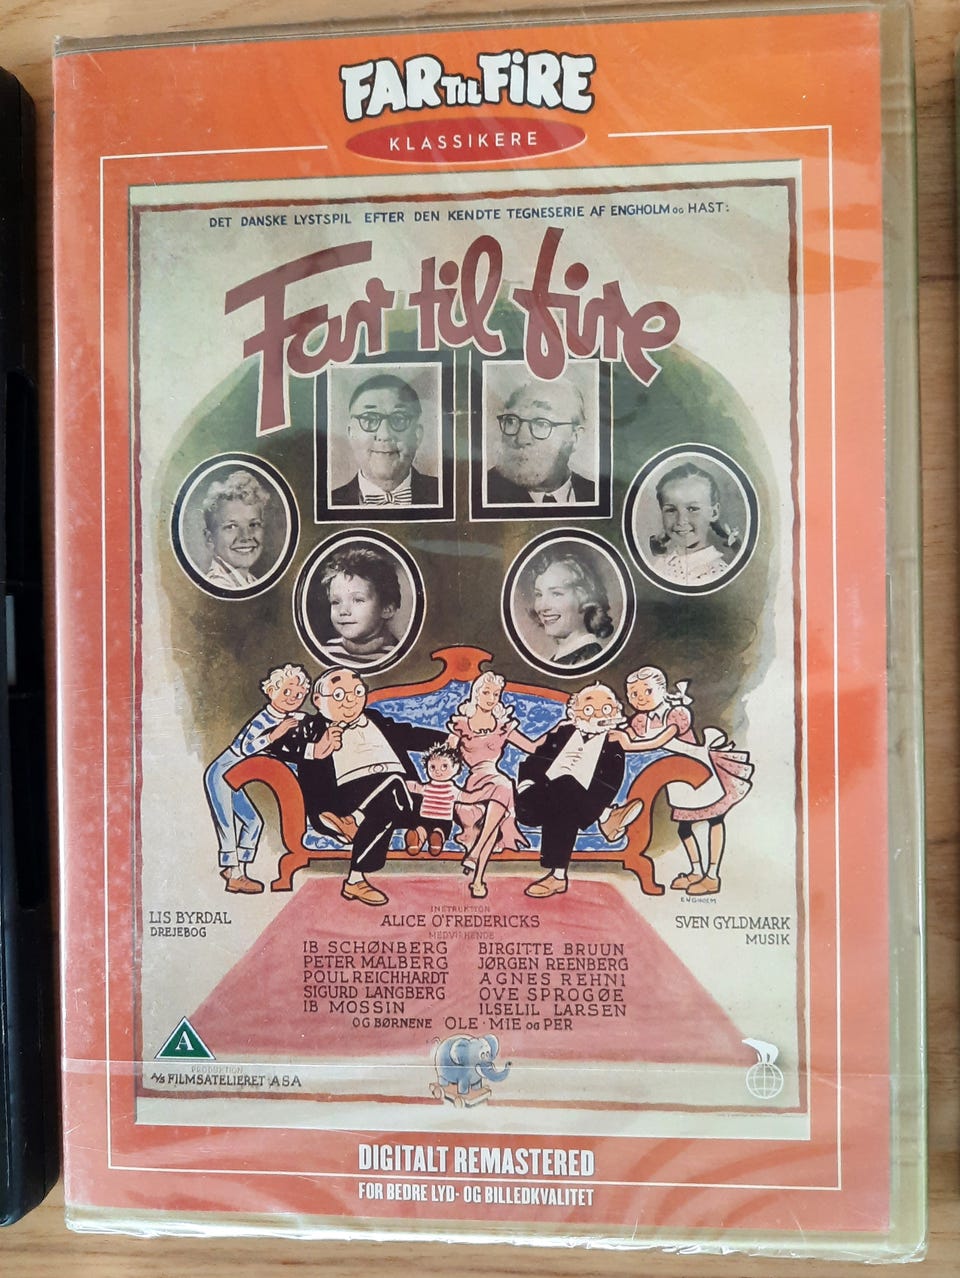 FAR TIL FIRE
KLASSIKERE
DET DANSKE LYSTSPIL EFTER DEN KENDTE TEGNESERIE AF ENGHOLM OG HAST:
Far til fire
ENGHOLM
LIS BYRDAL
DREJEBOG
INSTRUKTION
ALICE O'FREDERICKS
SVEN GYLDMARK
MUSIK
MEDVIRKENDE
IB SCHØNBERG BIRGITTE BRUUN
PETER MALBERG JØRGEN REENBERG
POUL REICHHARDT AGNES REHNI
SIGURD LANGBERG OVE SPROGØE
IB MOSSIN ILSELIL LARSEN
OG BØRNENE OLE · MIE OG PER
A
PRODUKTION
A/S FILMSATELIERET ASA
DIGITALT REMASTERED
FOR BEDRE LYD- OG BILLEDKVALITET